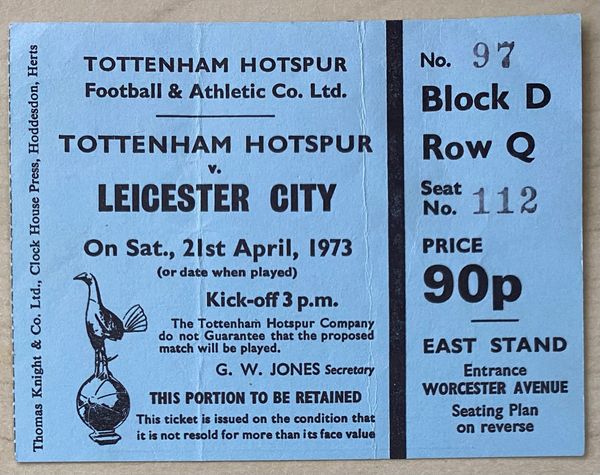 TOTTENHAM HOTSPUR
Football & Athletic Co. Ltd.
TOTTENHAM HOTSPUR
v.
LEICESTER CITY
On Sat., 21st April, 1973
(or date when played)
Kick-off 3 p.m.
The Tottenham Hotspur Company
do not Guarantee that the proposed
match will be played.
G. W. JONES Secretary
THIS PORTION TO BE RETAINED
This ticket is issued on the condition that
it is not resold for more than its face value
Thomas Knight & Co. Ltd., Clock House Press, Hoddesdon, Herts
No. 97
Block D
Row Q
Seat
No. 112
PRICE
90p
EAST STAND
Entrance
WORCESTER AVENUE
Seating Plan
on reverse